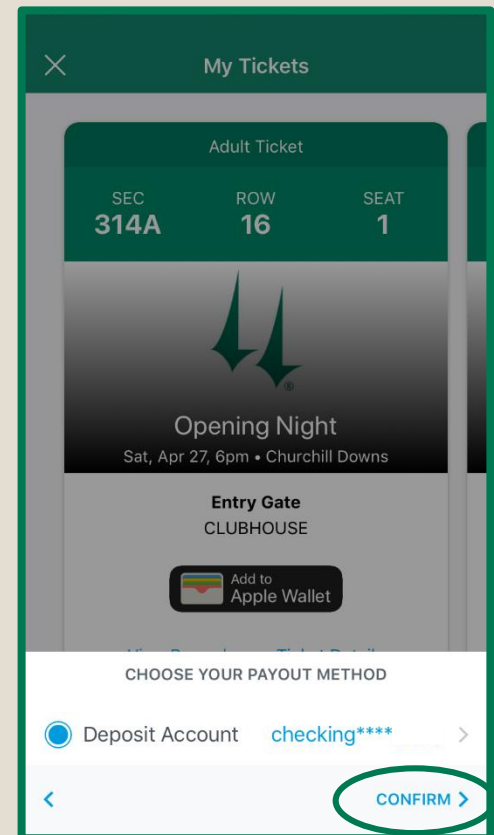 My Tickets
Adult Ticket
SEC ROW SEAT
314A 16 1
®
Opening Night
Sat, Apr 27, 6pm • Churchill Downs
Entry Gate
CLUBHOUSE
Add to
Apple Wallet
CHOOSE YOUR PAYOUT METHOD
Deposit Account checking****
CONFIRM